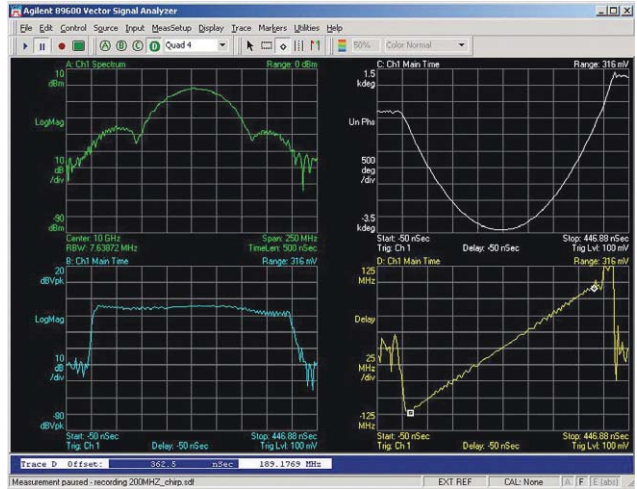 Agilent 89600 Vector Signal Analyzer
File Edit Control Source Input MeasSetup Display Trace Markers Utilities Help
A B C D Quad 4 50% Color Normal
A: Ch1 Spectrum Range: 0 dBm
10
dBm
LogMag
10
dB
/div
-90
dBm
Center: 10 GHz Span: 250 MHz
RBW: 7.63872 MHz TimeLen: 500 nSec
C: Ch1 Main Time Range: 316 mV
1.5
kdeg
Un Phs
500
deg
/div
-3.5
kdeg
Start: -50 nSec Stop: 446.88 nSec
Trig: Ch 1 Delay: -50 nSec Trig Lvl: 100 mV
B: Ch1 Main Time Range: 316 mV
20
dBVpk
LogMag
10
dB
/div
-80
dBVpk
Start: -50 nSec Stop: 446.88 nSec
Trig: Ch 1 Delay: -50 nSec Trig Lvl: 100 mV
D: Ch1 Main Time Range: 316 mV
125
MHz
Delay
25
MHz
/div
-125
MHz
Start: -50 nSec Stop: 446.88 nSec
Trig: Ch 1 Delay: -50 nSec Trig Lvl: 100 mV
Trace D Offset: 362.5 nSec 189.1769 MHz
Measurement paused - recording 200MHZ_chirp.sdf EXT REF CAL: None A F E (abs)